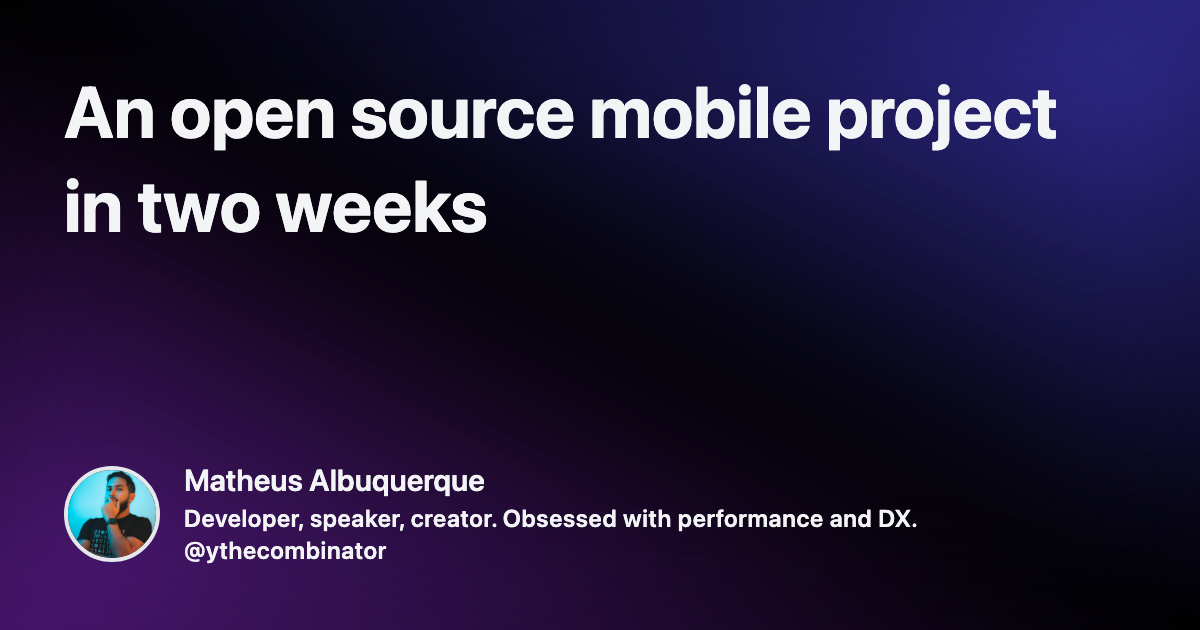 An open source mobile project
in two weeks
Matheus Albuquerque
Developer, speaker, creator. Obsessed with performance and DX.
@ythecombinator